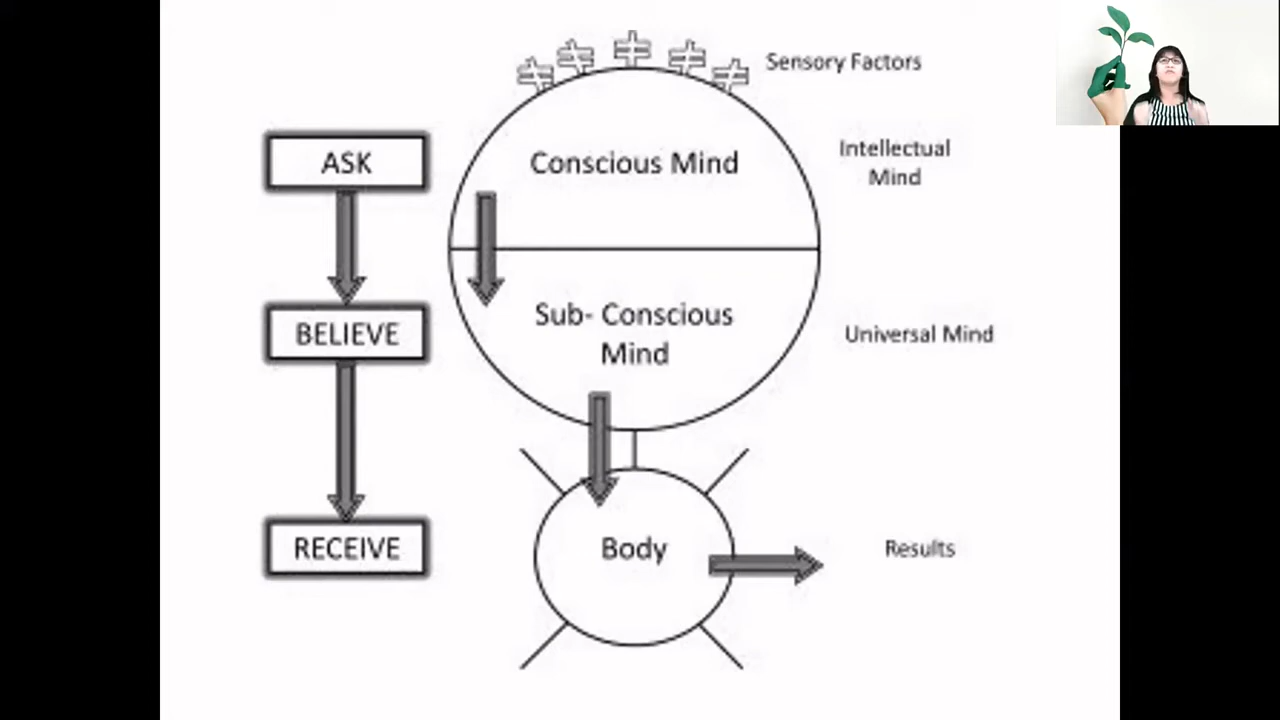 Sensory Factors
ASK
Conscious Mind
Intellectual
Mind
BELIEVE
Sub- Conscious
Mind
Universal Mind
RECEIVE
Body
Results